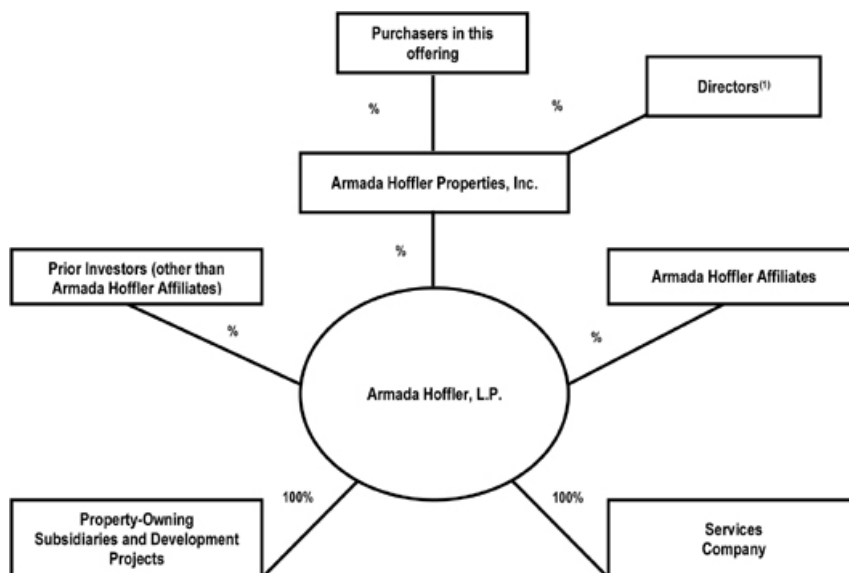 Purchasers in this
offering
Directors(1)
%
%
Armada Hoffler Properties, Inc.
%
Prior Investors (other than
Armada Hoffler Affiliates)
Armada Hoffler Affiliates
%
%
Armada Hoffler, L.P.
100%
100%
Property-Owning
Subsidiaries and Development
Projects
Services
Company